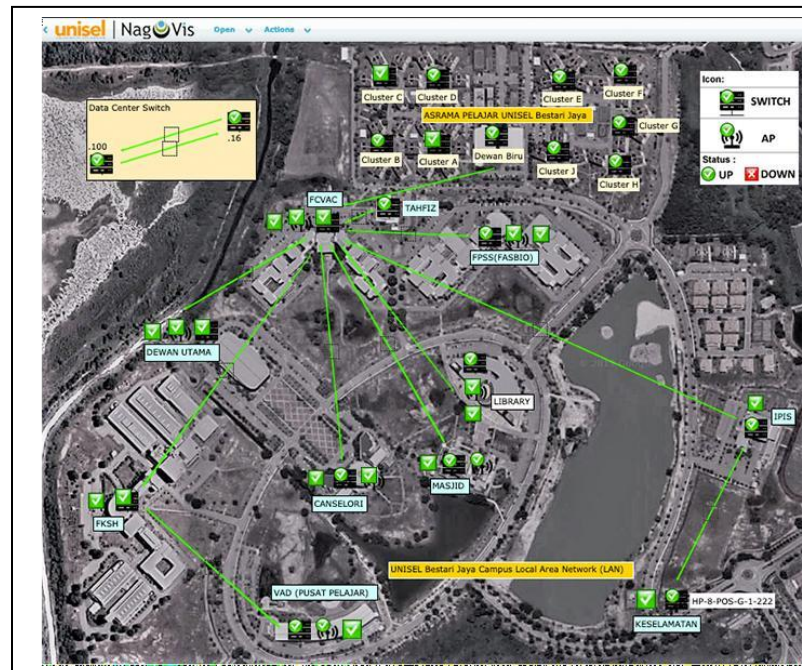 unisel | NagVis Open Actions
Data Center Switch
.100
.16
Cluster C
Cluster D
Cluster E
Cluster F
ASRAMA PELAJAR UNISEL Bestari Jaya
Cluster G
Cluster B
Cluster A
Dewan Biru
Cluster J
Cluster H
Icon:
SWITCH
AP
Status :
UP
DOWN
FCVAC
TAHFIZ
FPSS(FASBIO)
DEWAN UTAMA
LIBRARY
IPIS
CANSELORI
MASJID
FKSH
UNISEL Bestari Jaya Campus Local Area Network (LAN)
VAD (PUSAT PELAJAR)
HP-8-POS-G-1-222
KESELAMATAN